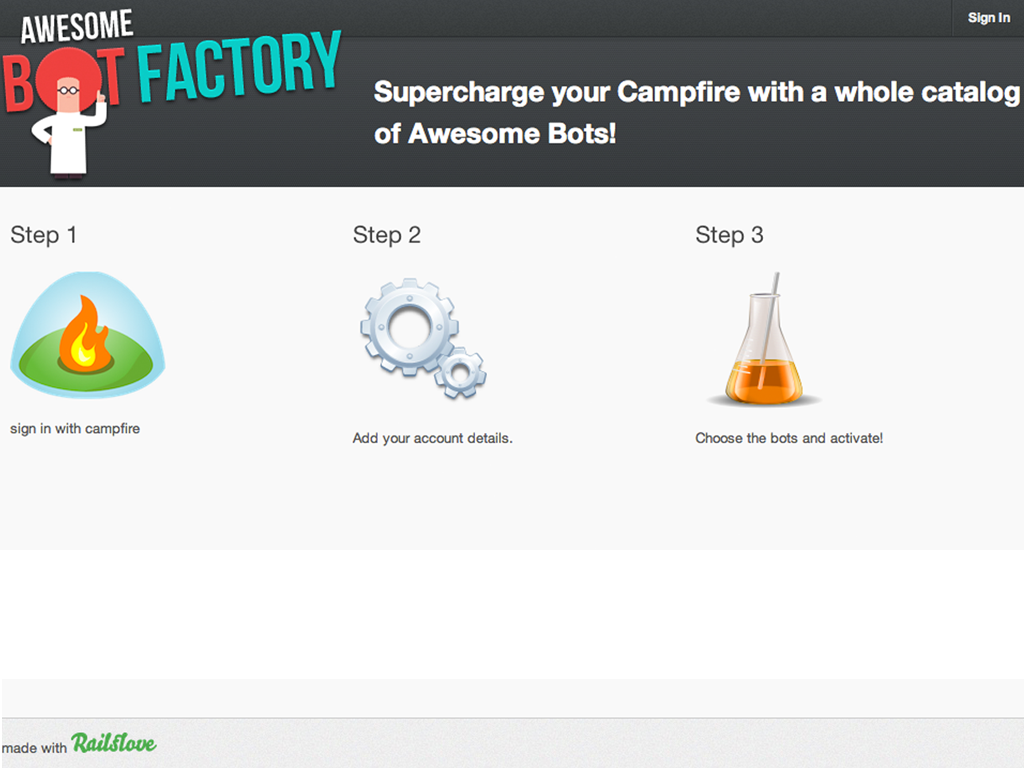 AWESOME
BOT FACTORY
Sign In
Supercharge your Campfire with a whole catalog
of Awesome Bots!
Step 1
Step 2
Step 3
sign in with campfire
Add your account details.
Choose the bots and activate!
made with Railslove